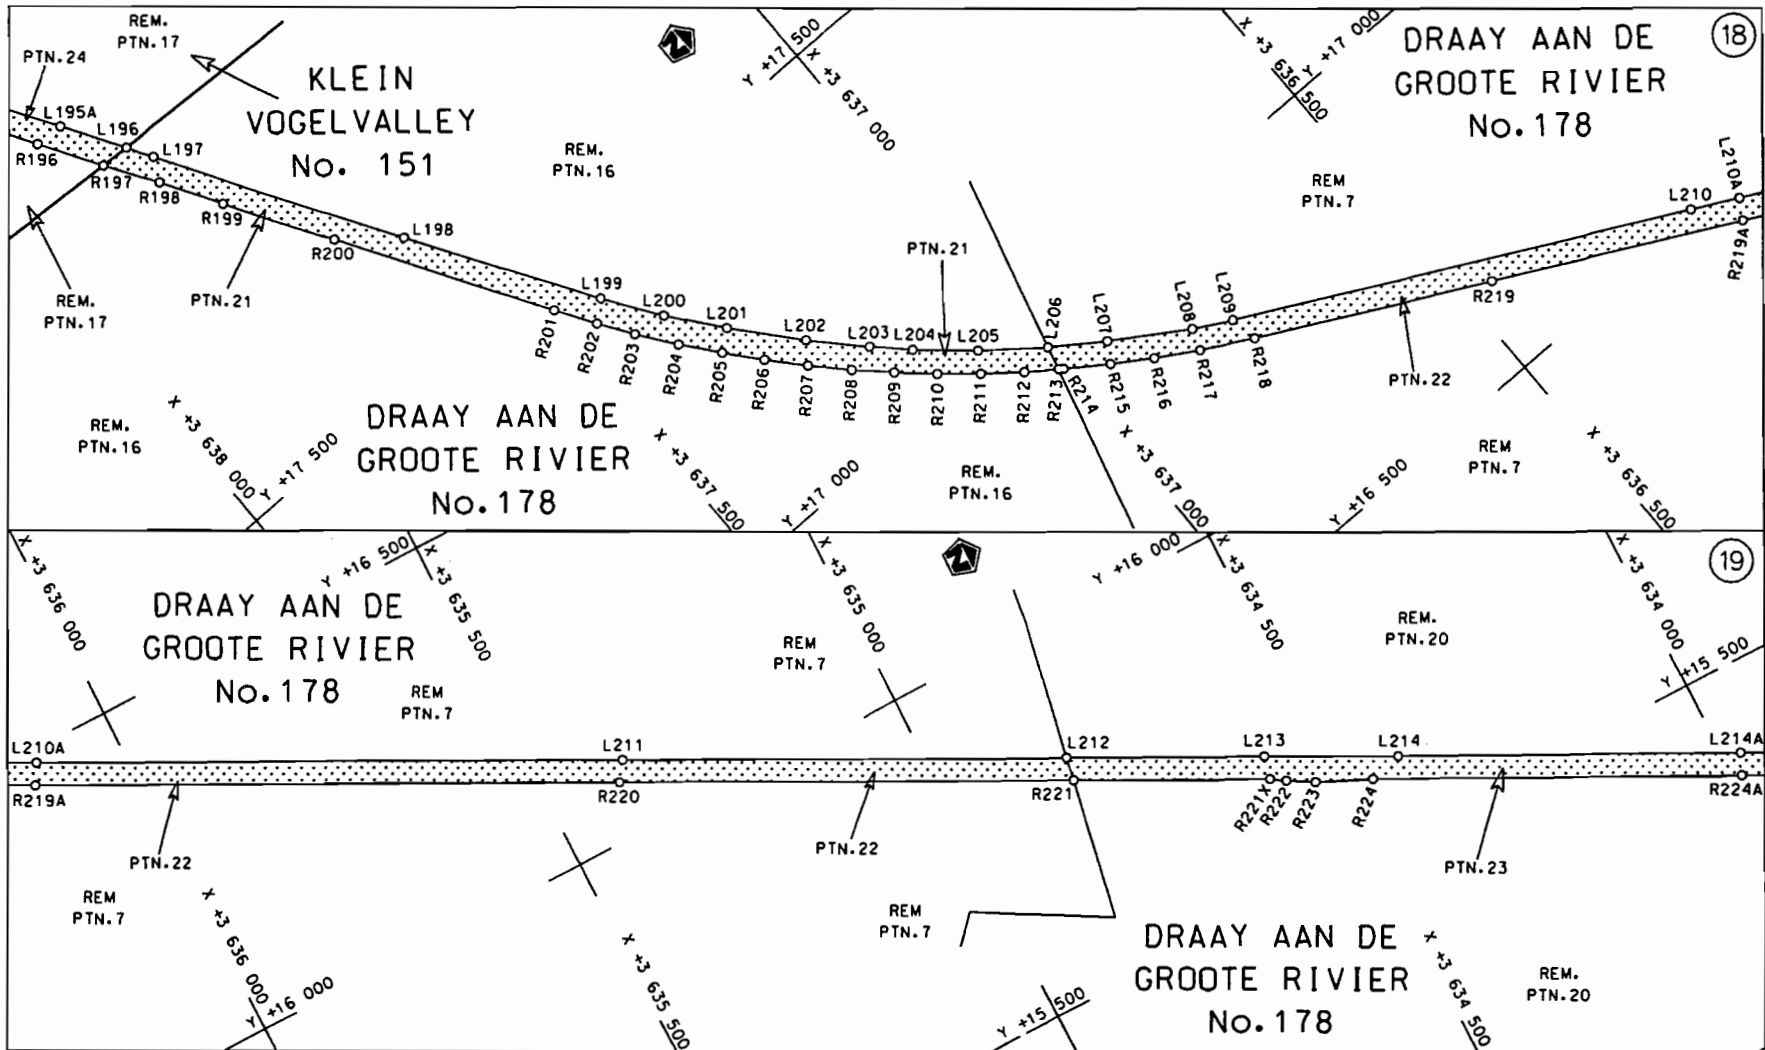 REM.
PTN.17
PTN.24
KLEIN
VOGELVALLEY
No. 151
REM.
PTN.16
Y +17 500
X +3 637 000
X +3 636 500
Y +17 000
DRAAY AAN DE
GROOTE RIVIER
No.178
18
REM
PTN.7
L195A
L196
L197
R196
R197
R198
R199
R200
L198
PTN.21
REM.
PTN.17
PTN.21
L199
L200
L201
L202
L203
L204
L205
L206
L207
L208
L209
L210
L210A
R201
R202
R203
R204
R205
R206
R207
R208
R209
R210
R211
R212
R213
R214
R215
R216
R217
R218
R219
R219A
PTN.22
REM.
PTN.16
X +3 638 000
Y +17 500
DRAAY AAN DE
GROOTE RIVIER
No.178
X +3 637 500
Y +17 000
REM.
PTN.16
X +3 637 000
Y +16 500
REM
PTN.7
X +3 636 500
X +3 636 000
Y +16 500
X +3 635 500
X +3 635 000
Y +16 000
X +3 634 500
X +3 634 000
Y +15 500
19
DRAAY AAN DE
GROOTE RIVIER
No.178
REM
PTN.7
REM
PTN.7
REM.
PTN.20
L210A
L211
L212
L213
L214
L214A
R219A
R220
R221
R221X
R222
R223
R224
R224A
PTN.22
PTN.22
PTN.23
REM
PTN.7
X +3 636 000
Y +16 000
X +3 635 500
REM
PTN.7
Y +15 500
DRAAY AAN DE
GROOTE RIVIER
No.178
X +3 634 500
REM.
PTN.20